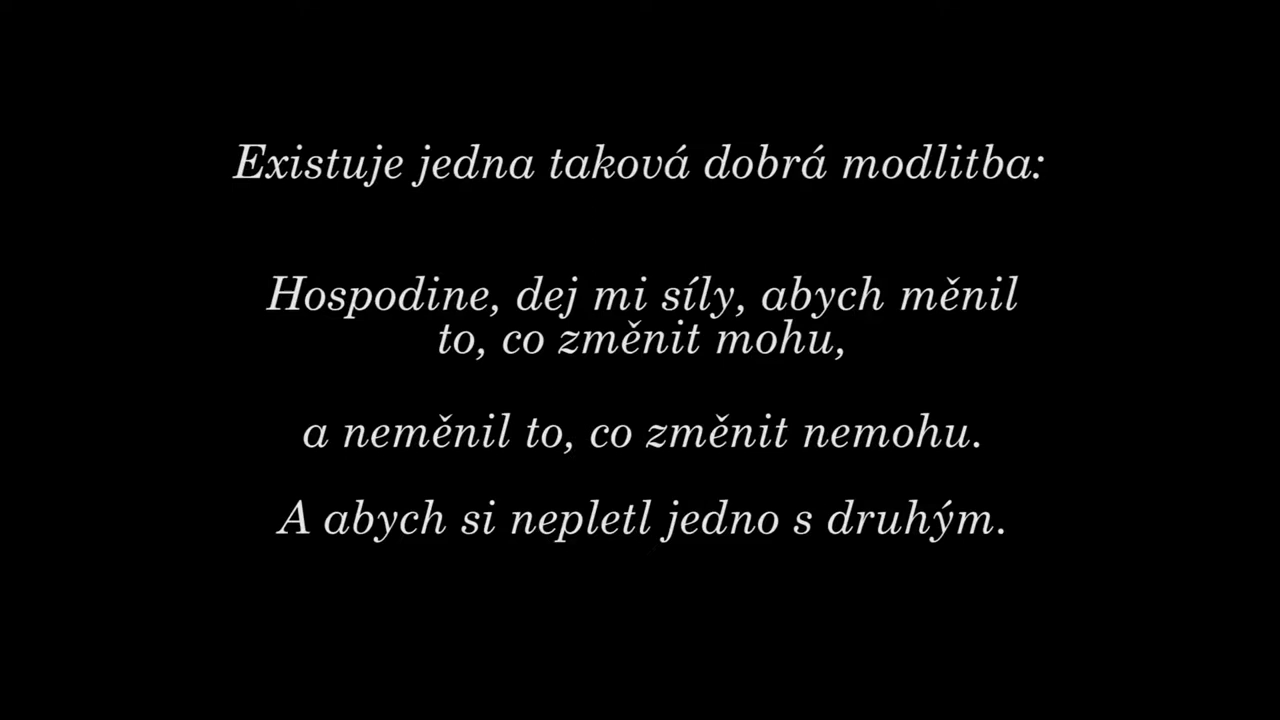 Existuje jedna taková dobrá modlitba:
Hospodine, dej mi síly, abych měnil
to, co změnit mohu,
a neměnil to, co změnit nemohu.
A abych si nepletl jedno s druhým.